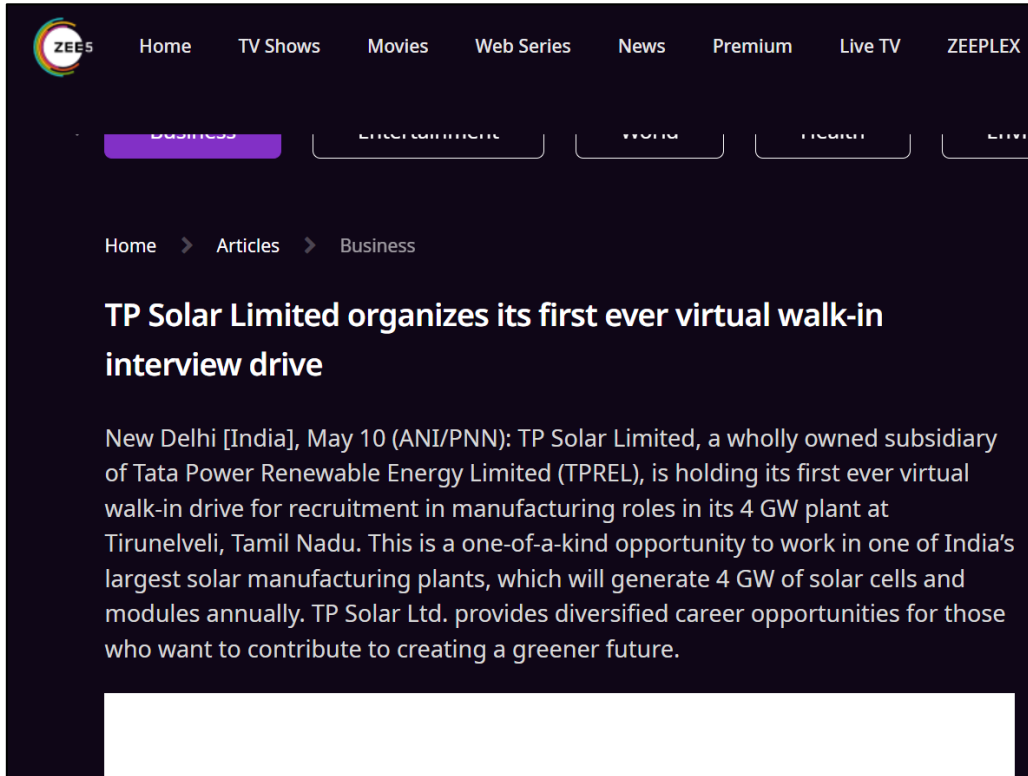 ZEE5
Home TV Shows Movies Web Series News Premium Live TV ZEEPLEX
Business Entertainment World Health
Home > Articles > Business
TP Solar Limited organizes its first ever virtual walk-in
interview drive
New Delhi [India], May 10 (ANI/PNN): TP Solar Limited, a wholly owned subsidiary
of Tata Power Renewable Energy Limited (TPREL), is holding its first ever virtual
walk-in drive for recruitment in manufacturing roles in its 4 GW plant at
Tirunelveli, Tamil Nadu. This is a one-of-a-kind opportunity to work in one of India’s
largest solar manufacturing plants, which will generate 4 GW of solar cells and
modules annually. TP Solar Ltd. provides diversified career opportunities for those
who want to contribute to creating a greener future.